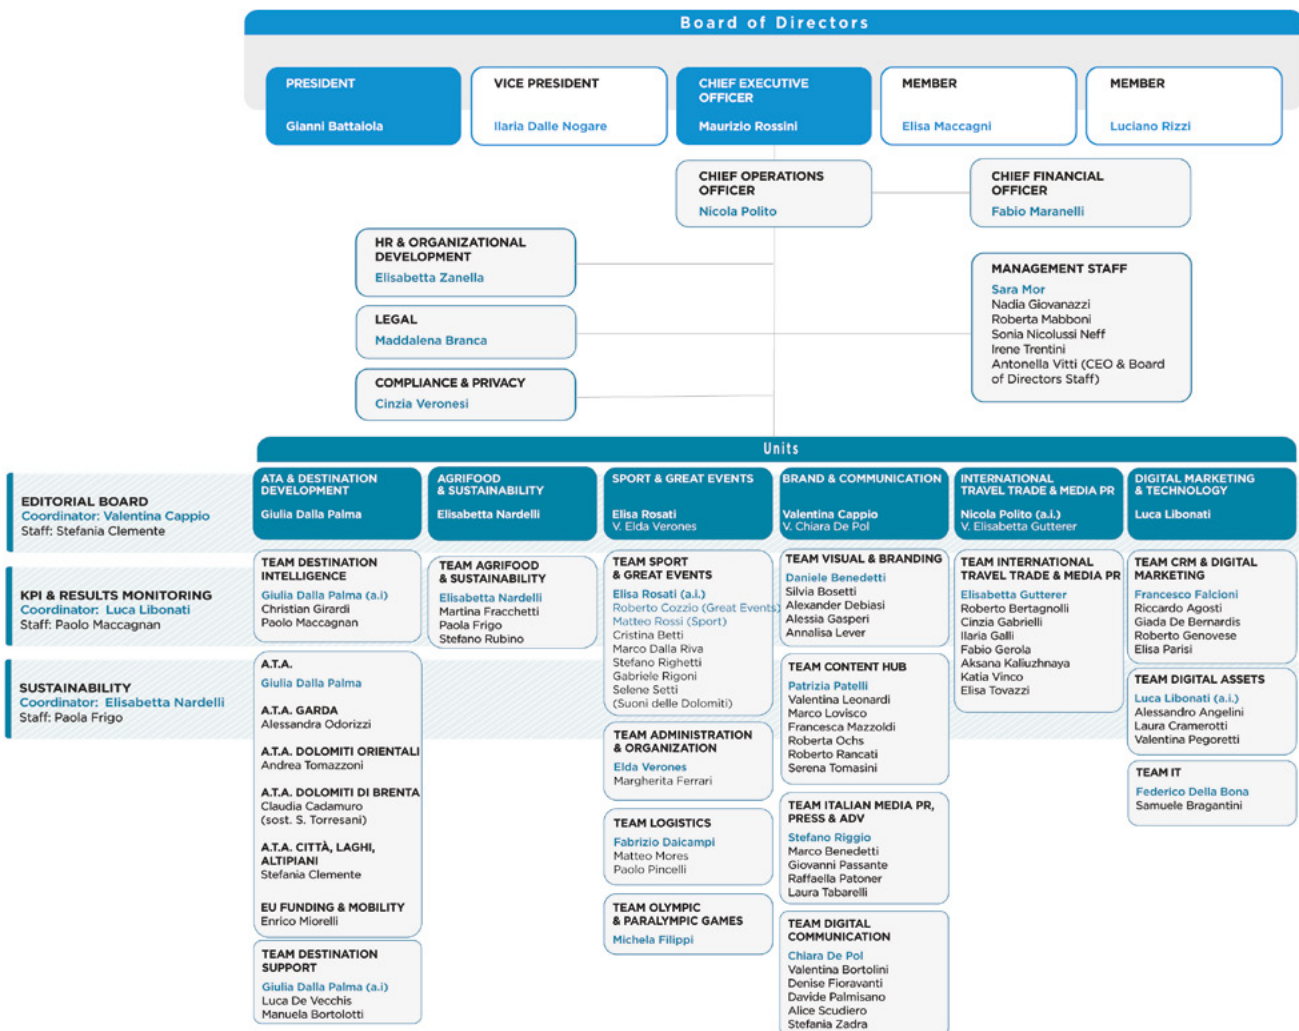 Board of Directors
PRESIDENT
Gianni Battaiola
VICE PRESIDENT
Ilaria Dalle Nogare
CHIEF EXECUTIVE
OFFICER
Maurizio Rossini
MEMBER
Elisa Maccagni
MEMBER
Luciano Rizzi
CHIEF OPERATIONS
OFFICER
Nicola Polito
CHIEF FINANCIAL
OFFICER
Fabio Maranelli
HR & ORGANIZATIONAL
DEVELOPMENT
Elisabetta Zanella
LEGAL
Maddalena Branca
COMPLIANCE & PRIVACY
Cinzia Veronesi
MANAGEMENT STAFF
Sara Mor
Nadia Giovanazzi
Roberta Mabboni
Sonia Nicolussi Neff
Irene Trentini
Antonella Vitti (CEO & Board
of Directors Staff)
Units
EDITORIAL BOARD
Coordinator: Valentina Cappio
Staff: Stefania Clemente
KPI & RESULTS MONITORING
Coordinator: Luca Libonati
Staff: Paolo Maccagnan
SUSTAINABILITY
Coordinator: Elisabetta Nardelli
Staff: Paola Frigo
ATA & DESTINATION
DEVELOPMENT
Giulia Dalla Palma
TEAM DESTINATION
INTELLIGENCE
Giulia Dalla Palma (a.i)
Christian Girardi
Paolo Maccagnan
A.T.A.
Giulia Dalla Palma
A.T.A. GARDA
Alessandra Odorizzi
A.T.A. DOLOMITI ORIENTALI
Andrea Tomazzoni
A.T.A. DOLOMITI DI BRENTA
Claudia Cadamuro
(sost. S. Torresani)
A.T.A. CITTÀ, LAGHI,
ALTIPIANI
Stefania Clemente
EU FUNDING & MOBILITY
Enrico Miorelli
TEAM DESTINATION
SUPPORT
Giulia Dalla Palma (a.i)
Luca De Vecchis
Manuela Bortolotti
AGRIFOOD
& SUSTAINABILITY
Elisabetta Nardelli
TEAM AGRIFOOD
& SUSTAINABILITY
Elisabetta Nardelli
Martina Fracchetti
Paola Frigo
Stefano Rubino
SPORT & GREAT EVENTS
Elisa Rosati
V. Elda Verones
TEAM SPORT
& GREAT EVENTS
Elisa Rosati (a.i.)
Roberto Cozzio (Great Events)
Matteo Rossi (Sport)
Cristina Betti
Marco Dalla Riva
Stefano Righetti
Gabriele Rigoni
Selene Setti
(Suoni delle Dolomiti)
TEAM ADMINISTRATION
& ORGANIZATION
Elda Verones
Margherita Ferrari
TEAM LOGISTICS
Fabrizio Daicampi
Matteo Mores
Paolo Pincelli
TEAM OLYMPIC
& PARALYMPIC GAMES
Michela Filippi
BRAND & COMMUNICATION
Valentina Cappio
V. Chiara De Pol
TEAM VISUAL & BRANDING
Daniele Benedetti
Silvia Bosetti
Alexander Debiasi
Alessia Gasperi
Annalisa Lever
TEAM CONTENT HUB
Patrizia Patelli
Valentina Leonardi
Marco Lovisco
Francesca Mazzoldi
Roberta Ochs
Roberto Rancati
Serena Tomasini
TEAM ITALIAN MEDIA PR,
PRESS & ADV
Stefano Riggio
Marco Benedetti
Giovanni Passante
Raffaella Patoner
Laura Tabarelli
TEAM DIGITAL
COMMUNICATION
Chiara De Pol
Valentina Bortolini
Denise Fioravanti
Davide Palmisano
Alice Scudiero
Stefania Zadra
INTERNATIONAL
TRAVEL TRADE & MEDIA PR
Nicola Polito (a.i.)
V. Elisabetta Gutterer
TEAM INTERNATIONAL
TRAVEL TRADE & MEDIA PR
Elisabetta Gutterer
Roberto Bertagnolli
Cinzia Gabrielli
Ilaria Galli
Fabio Gerola
Aksana Kaliuzhnaya
Katia Vinco
Elisa Tovazzi
DIGITAL MARKETING
& TECHNOLOGY
Luca Libonati
TEAM CRM & DIGITAL
MARKETING
Francesco Falcioni
Riccardo Agosti
Giada De Bernardis
Roberto Genovese
Elisa Parisi
TEAM DIGITAL ASSETS
Luca Libonati (a.i.)
Alessandro Angelini
Laura Cramerotti
Valentina Pegoretti
TEAM IT
Federico Della Bona
Samuele Bragantini